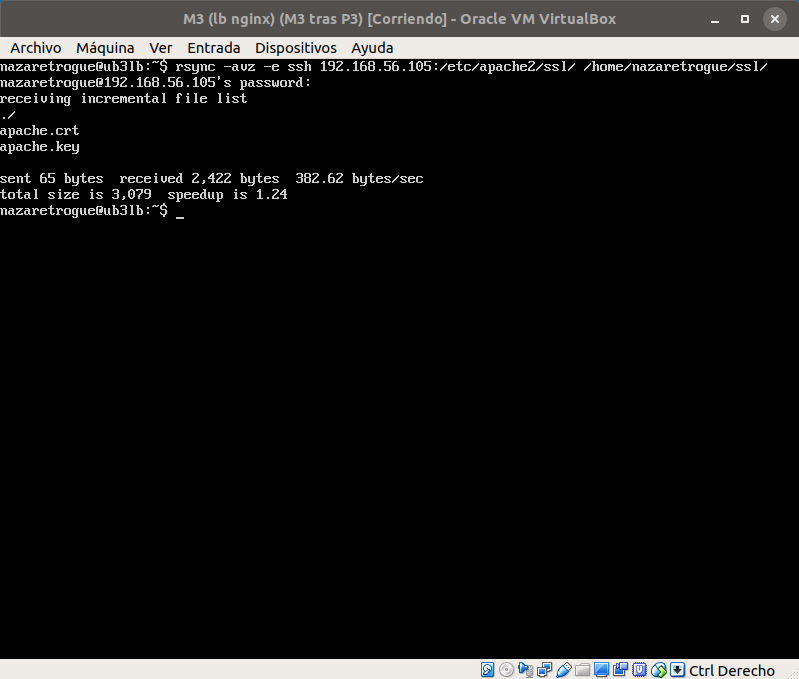 M3 (lb nginx) (M3 tras P3) [Corriendo] - Oracle VM VirtualBox
Archivo Máquina Ver Entrada Dispositivos Ayuda
nazaretrogue@ub3lb:~$ rsync -avz -e ssh 192.168.56.105:/etc/apache2/ssl/ /home/nazaretrogue/ssl/
nazaretrogue@192.168.56.105's password:
receiving incremental file list
./
apache.crt
apache.key
sent 65 bytes  received 2,422 bytes  382.62 bytes/sec
total size is 3,079  speedup is 1.24
nazaretrogue@ub3lb:~$ _
Ctrl Derecho